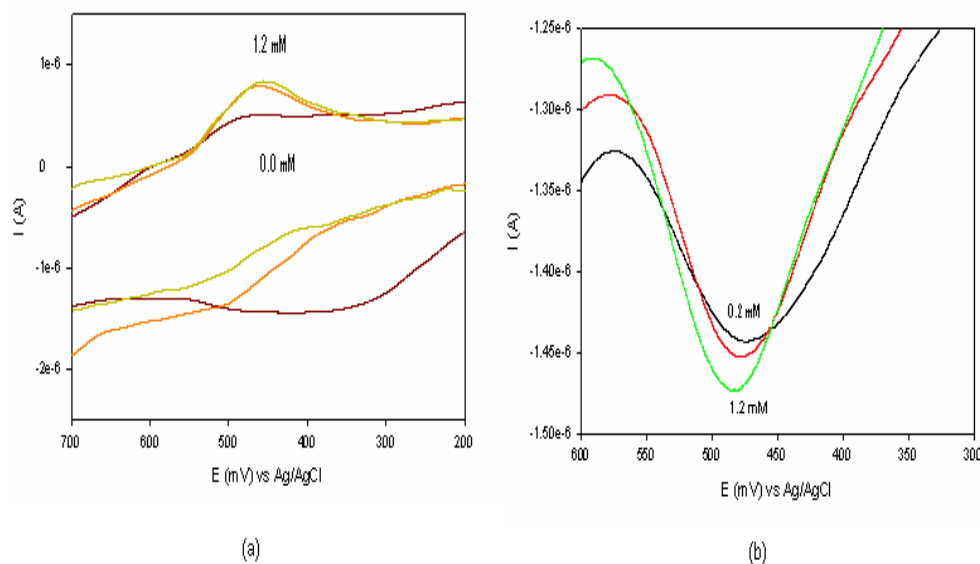 1e-6
0
-1e-6
-2e-6
I (A)
1.2 mM
0.0 mM
700 600 500 400 300 200
E (mV) vs Ag/AgCl
(a)
-1.25e-6
-1.30e-6
-1.35e-6
-1.40e-6
-1.45e-6
-1.50e-6
I (A)
0.2 mM
1.2 mM
600 550 500 450 400 350 300
E (mV) vs Ag/AgCl
(b)